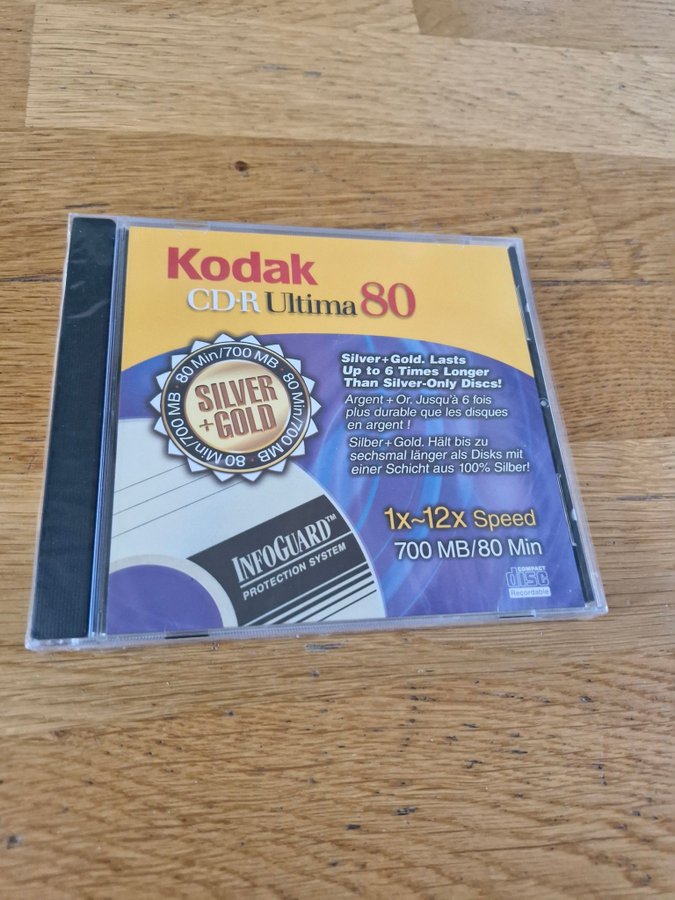 Kodak
CD-R Ultima 80
80 Min/700 MB · 80 Min/700 MB · 80 Min/700 MB ·
SILVER
+GOLD
Silver+Gold. Lasts
Up to 6 Times Longer
Than Silver-Only Discs!
Argent + Or. Jusqu'à 6 fois
plus durable que les disques
en argent !
Silber+Gold. Hält bis zu
sechsmal länger als Disks mit
einer Schicht aus 100% Silber!
1x~12x Speed
700 MB/80 Min
INFOGUARD™
PROTECTION SYSTEM
COMPACT
disc
Recordable